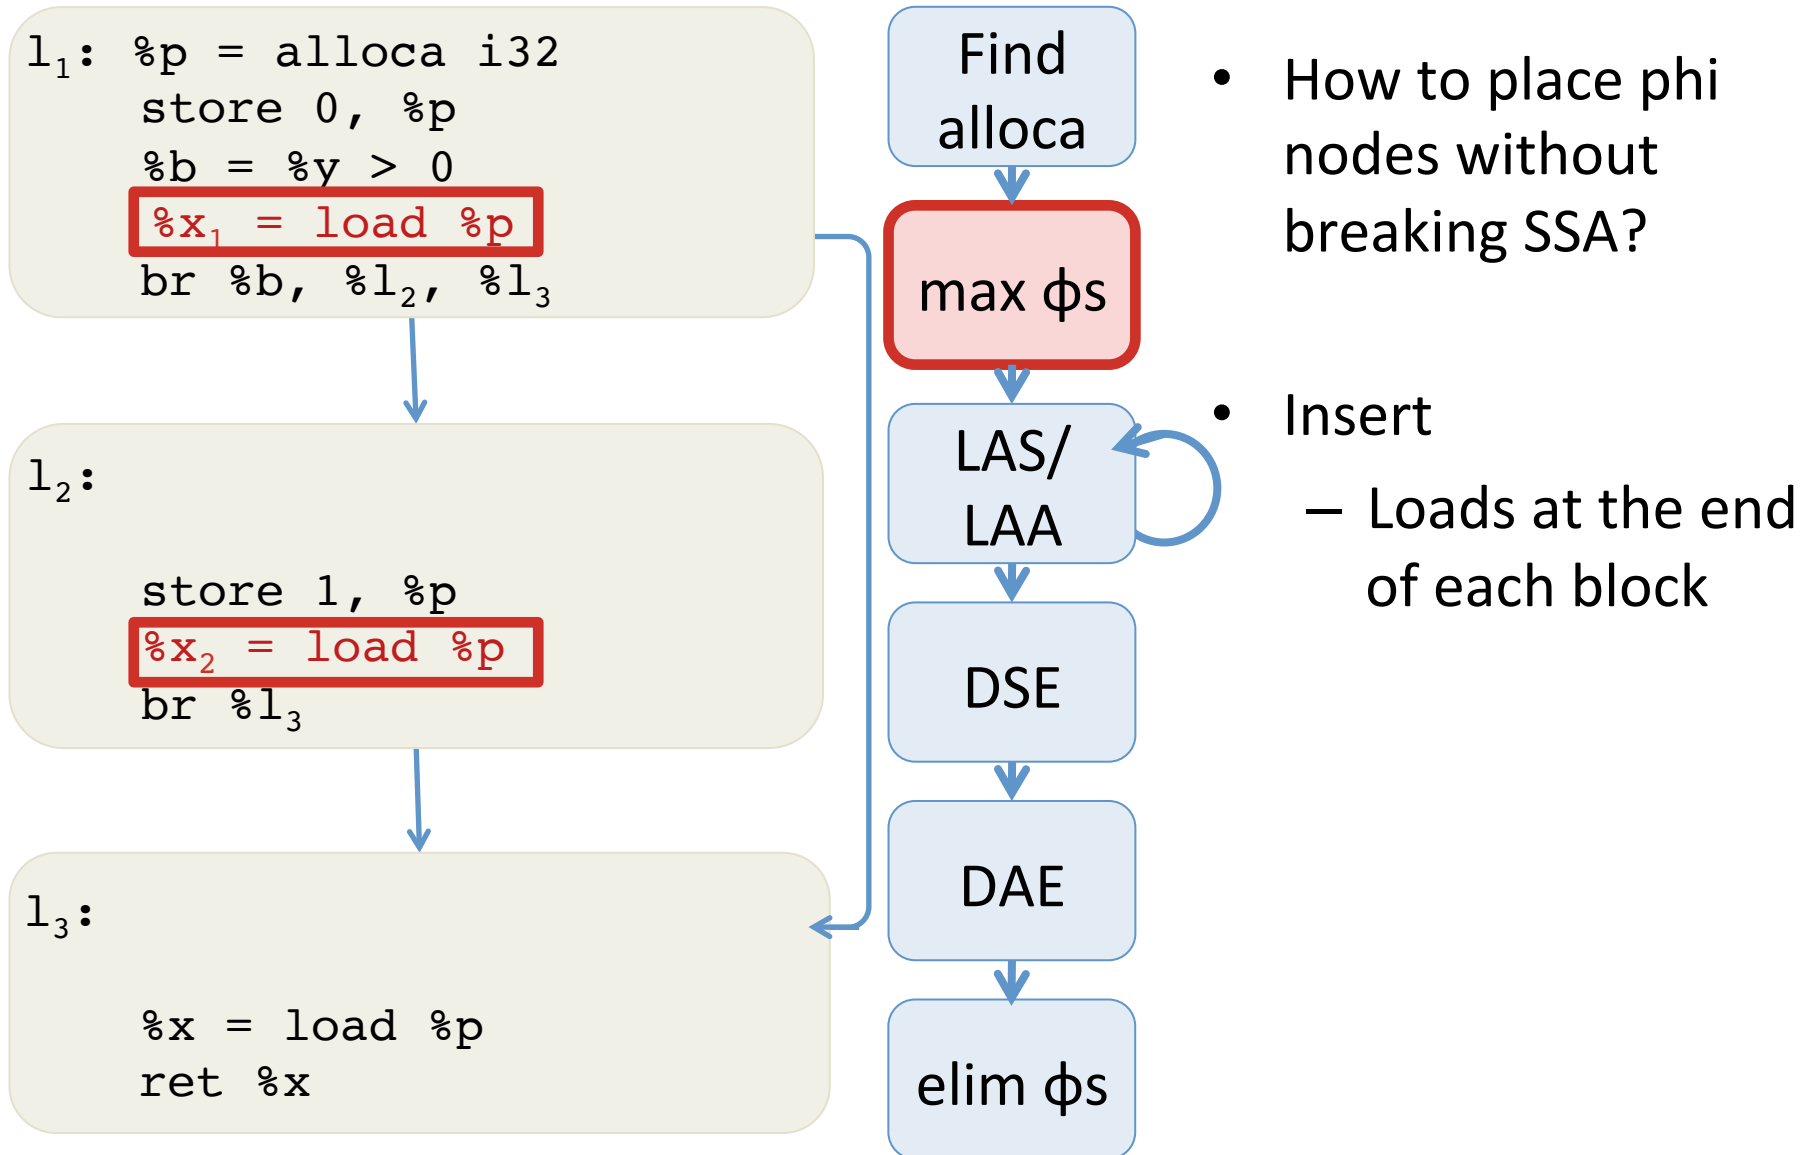 l₁: %p = alloca i32
store 0, %p
%b = %y > 0
%x₁ = load %p
br %b, %l₂, %l₃
l₂:
store 1, %p
%x₂ = load %p
br %l₃
l₃:
%x = load %p
ret %x
Find
alloca
max ϕs
LAS/
LAA
DSE
DAE
elim ϕs
• How to place phi
nodes without
breaking SSA?
• Insert
– Loads at the end
of each block